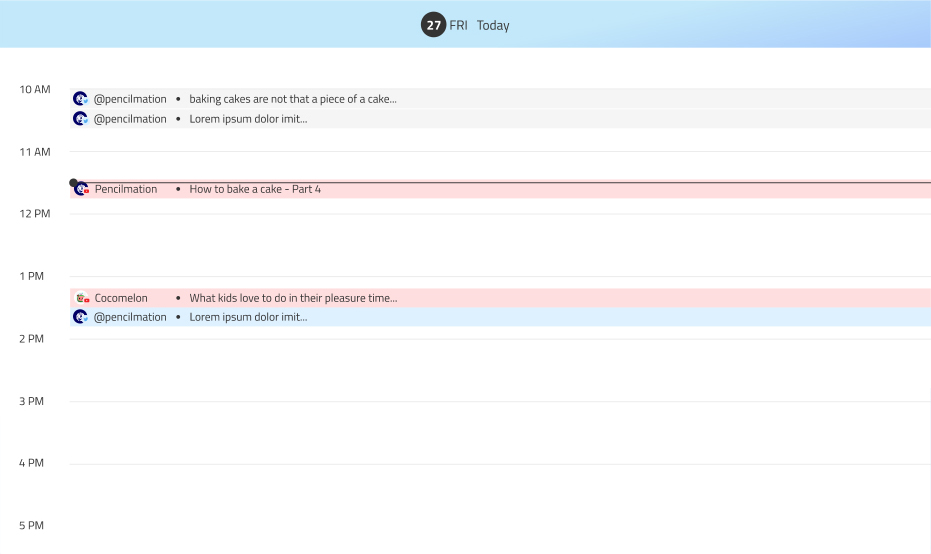 27 FRI Today
10 AM
@pencilmation • baking cakes are not that a piece of a cake...
@pencilmation • Lorem ipsum dolor imit...
11 AM
Pencilmation • How to bake a cake - Part 4
12 PM
1 PM
Cocomelon • What kids love to do in their pleasure time...
@pencilmation • Lorem ipsum dolor imit...
2 PM
3 PM
4 PM
5 PM